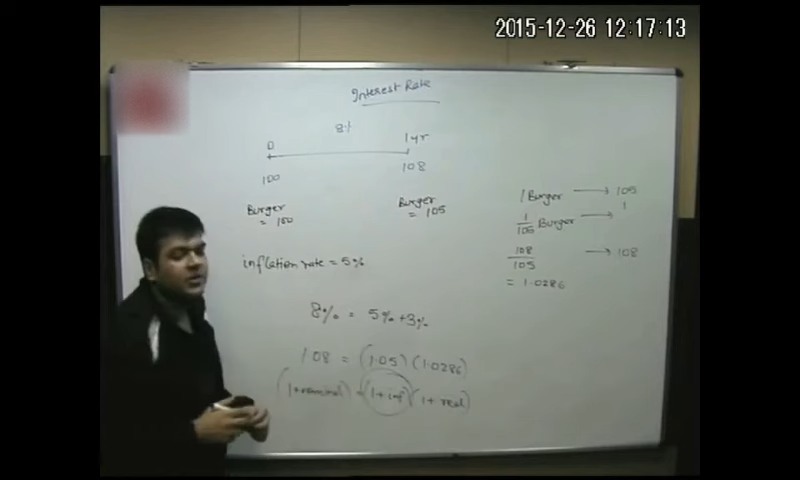 2015-12-26 12:17:13
Interest Rate
8%
0 1 yr
100 108
Burger = 100
Burger = 105
inflation rate = 5%
8% = 5% + 3%
1.08 = (1.05) (1.0286)
(1+nominal) = (1+inf) (1+real)
1 Burger → 105
1/105 Burger → 1
108/105 → 108
= 1.0286